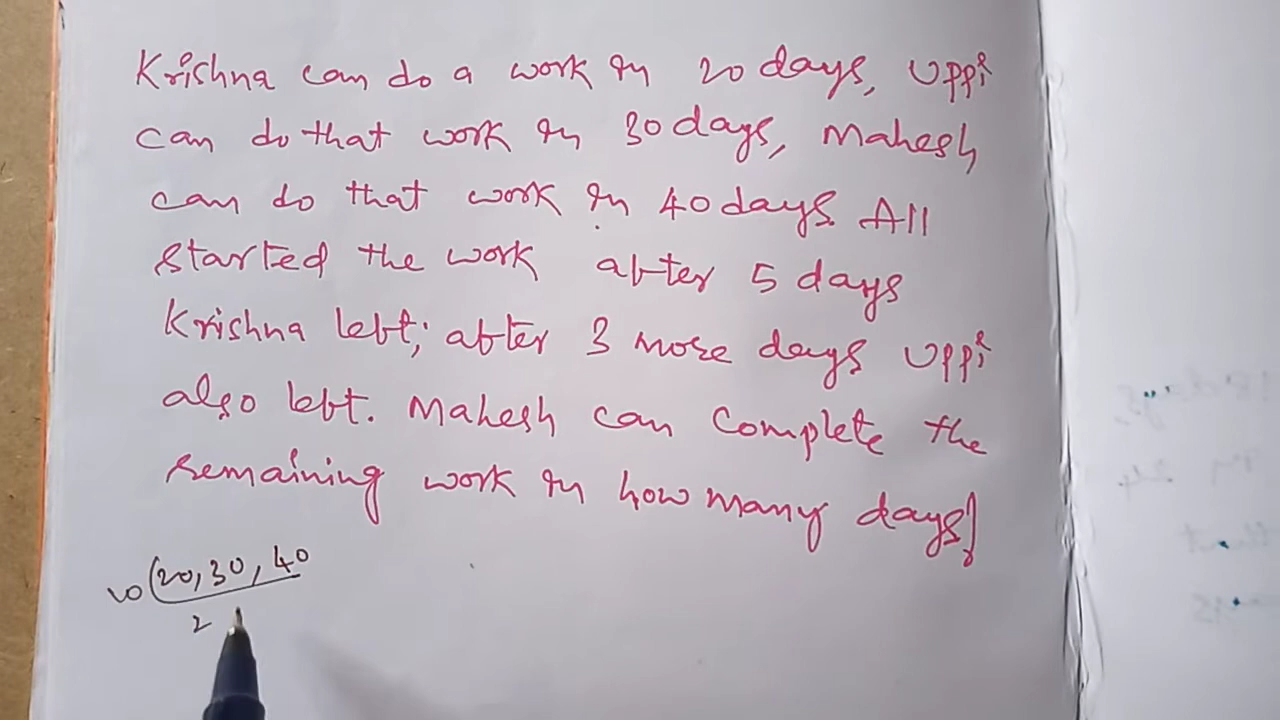 Krishna can do a work in 20 days, Uppi
can do that work in 30 days, Mahesh
can do that work in 40 days. All
started the work after 5 days
Krishna left; after 3 more days Uppi
also left. Mahesh can complete the
remaining work in how many days?
10(20,30,40
2